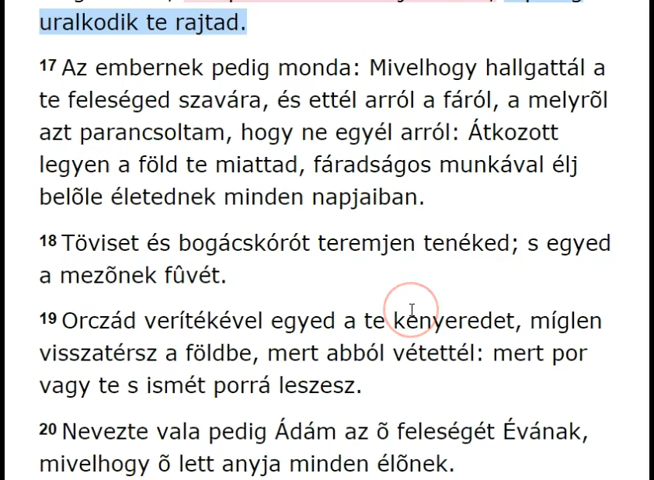 uralkodik te rajtad.
17 Az embernek pedig monda: Mivelhogy hallgattál a
te feleséged szavára, és ettél arról a fáról, a melyrõl
azt parancsoltam, hogy ne egyél arról: Átkozott
legyen a föld te miattad, fáradságos munkával élj
belõle életednek minden napjaiban.
18 Töviset és bogácskórót teremjen tenéked; s egyed
a mezõnek fûvét.
19 Orczád verítékével egyed a te kenyeredet, míglen
visszatérsz a földbe, mert abból vétettél: mert por
vagy te s ismét porrá leszesz.
20 Nevezte vala pedig Ádám az õ feleségét Évának,
mivelhogy õ lett anyja minden élõnek.